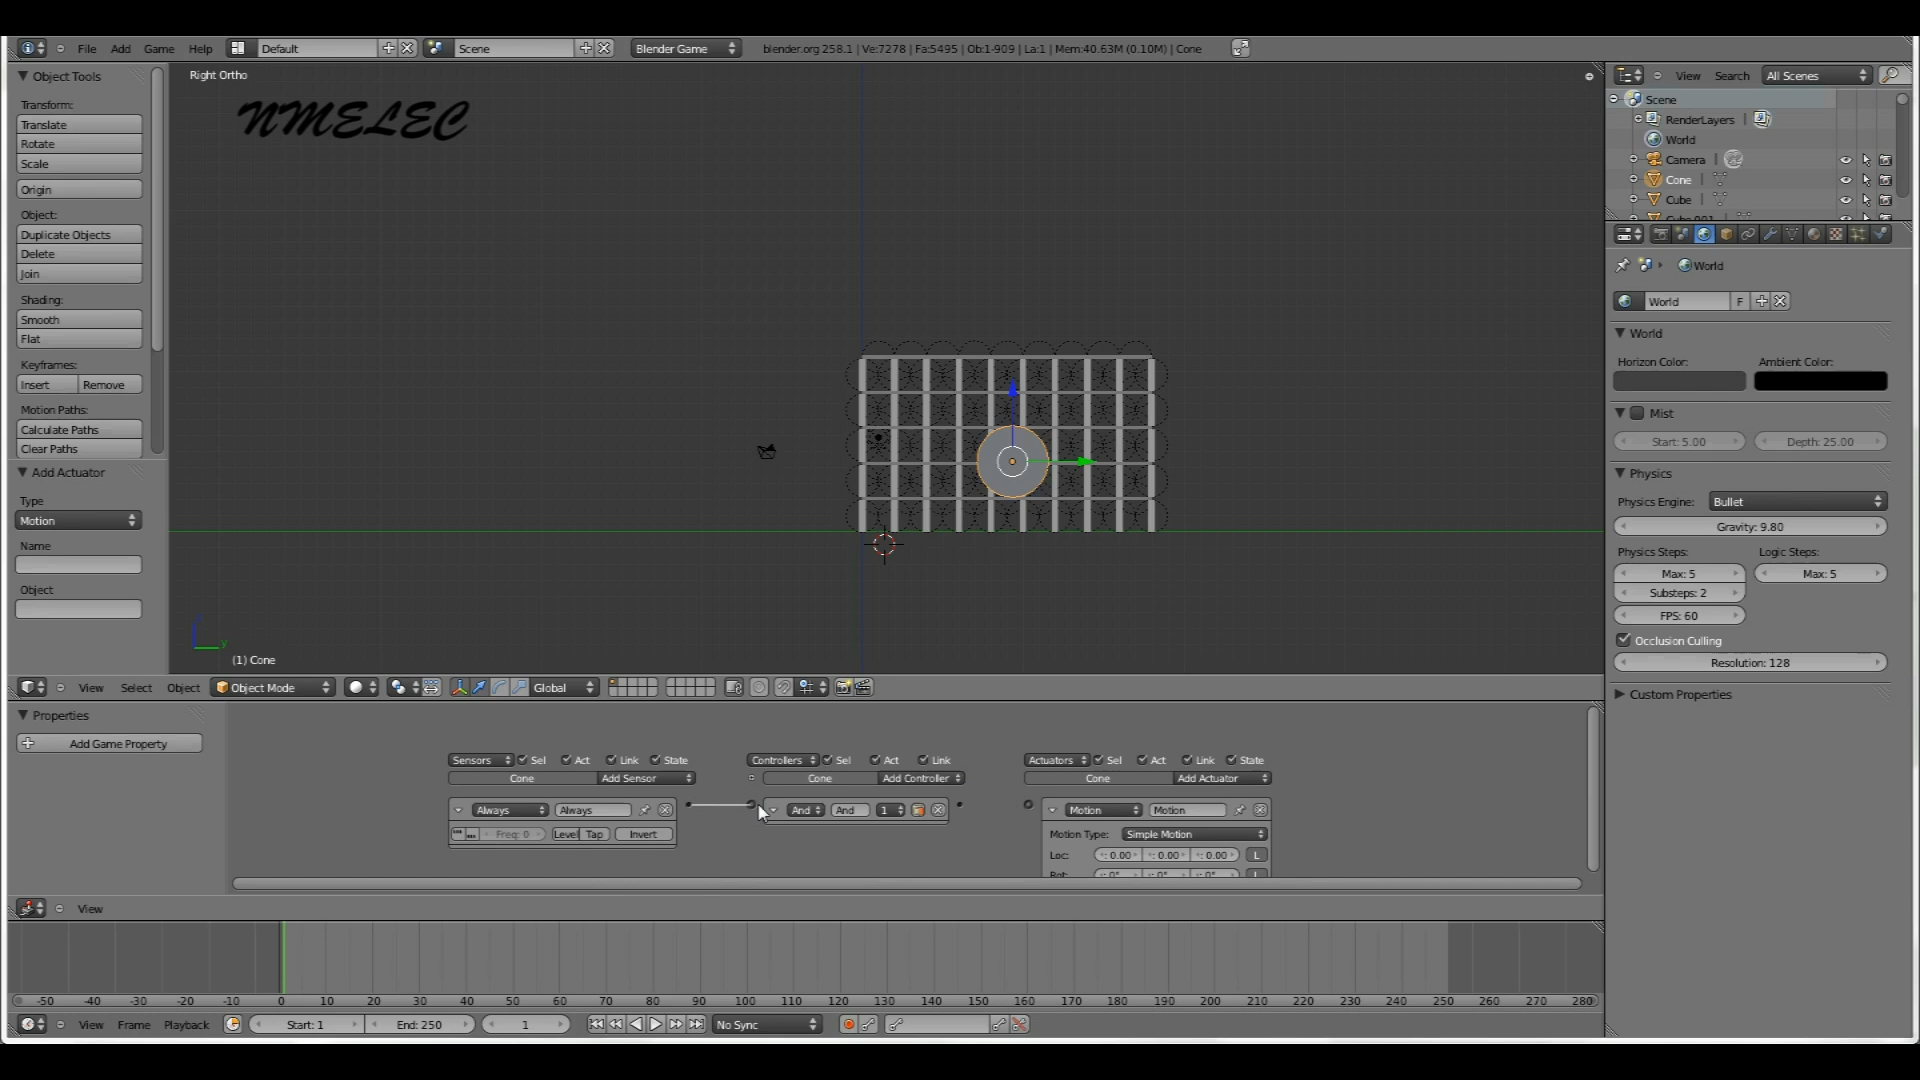 File Add Game Help Default Scene Blender Game blender.org 258.1 | Ve:7278 | Fa:5495 | Ob:1-909 | La:1 | Mem:40.63M (0.10M) | Cone
Object Tools
Transform:
Translate
Rotate
Scale
Origin
Object:
Duplicate Objects
Delete
Join
Shading:
Smooth
Flat
Keyframes:
Insert Remove
Motion Paths:
Calculate Paths
Clear Paths
Add Actuator
Type
Motion
Name
Object
Right Ortho
NMELEC
(1) Cone
View Select Object Object Mode Global
View Search All Scenes
Scene
RenderLayers |
World
Camera |
Cone |
Cube |
Cube.001 |
World
World F
World
Horizon Color: Ambient Color:
Mist
Start: 5.00 Depth: 25.00
Physics
Physics Engine: Bullet
Gravity: 9.80
Physics Steps: Logic Steps:
Max: 5 Max: 5
Substeps: 2
FPS: 60
Occlusion Culling
Resolution: 128
Custom Properties
Properties
Add Game Property
Sensors Sel Act Link State
Cone Add Sensor
Always Always
Freq: 0 Level Tap Invert
Controllers Sel Act Link
Cone Add Controller
And And 1
Actuators Sel Act Link State
Cone Add Actuator
Motion Motion
Motion Type: Simple Motion
Loc: : 0.00 : 0.00 : 0.00 L
Rot: : 0° : 0° : 0° L
View
-50 -40 -30 -20 -10 0 10 20 30 40 50 60 70 80 90 100 110 120 130 140 150 160 170 180 190 200 210 220 230 240 250 260 270 280
View Frame Playback Start: 1 End: 250 1 No Sync